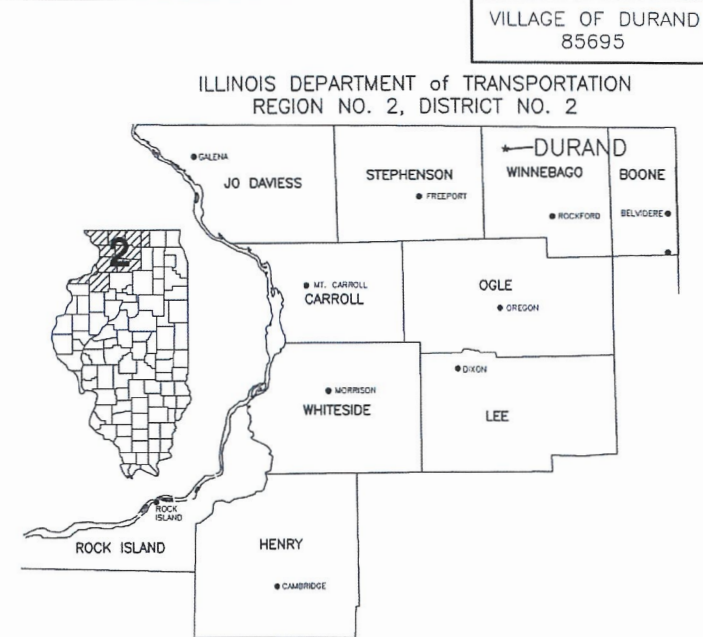 VILLAGE OF DURAND
85695
ILLINOIS DEPARTMENT of TRANSPORTATION
REGION NO. 2, DISTRICT NO. 2
DURAND
GALENA
JO DAVIESS
STEPHENSON
WINNEBAGO
BOONE
FREEPORT
ROCKFORD
BELVIDERE
2
MT. CARROLL
CARROLL
OGLE
OREGON
DIXON
MORRISON
WHITESIDE
LEE
ROCK
ISLAND
ROCK ISLAND
HENRY
CAMBRIDGE